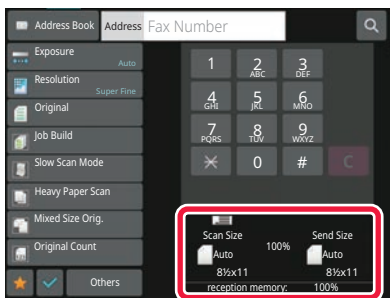 Address Book Address Fax Number
Exposure
Auto
Resolution
Super Fine
Original
Job Build
Slow Scan Mode
Heavy Paper Scan
Mixed Size Orig.
Original Count
Others
1 2 3
ABC DEF
4 5 6
GHI JKL MNO
7 8 9
PQRS TUV WXYZ
0 # C
Scan Size Send Size
100%
Auto Auto
8½x11 8½x11
reception memory: 100%